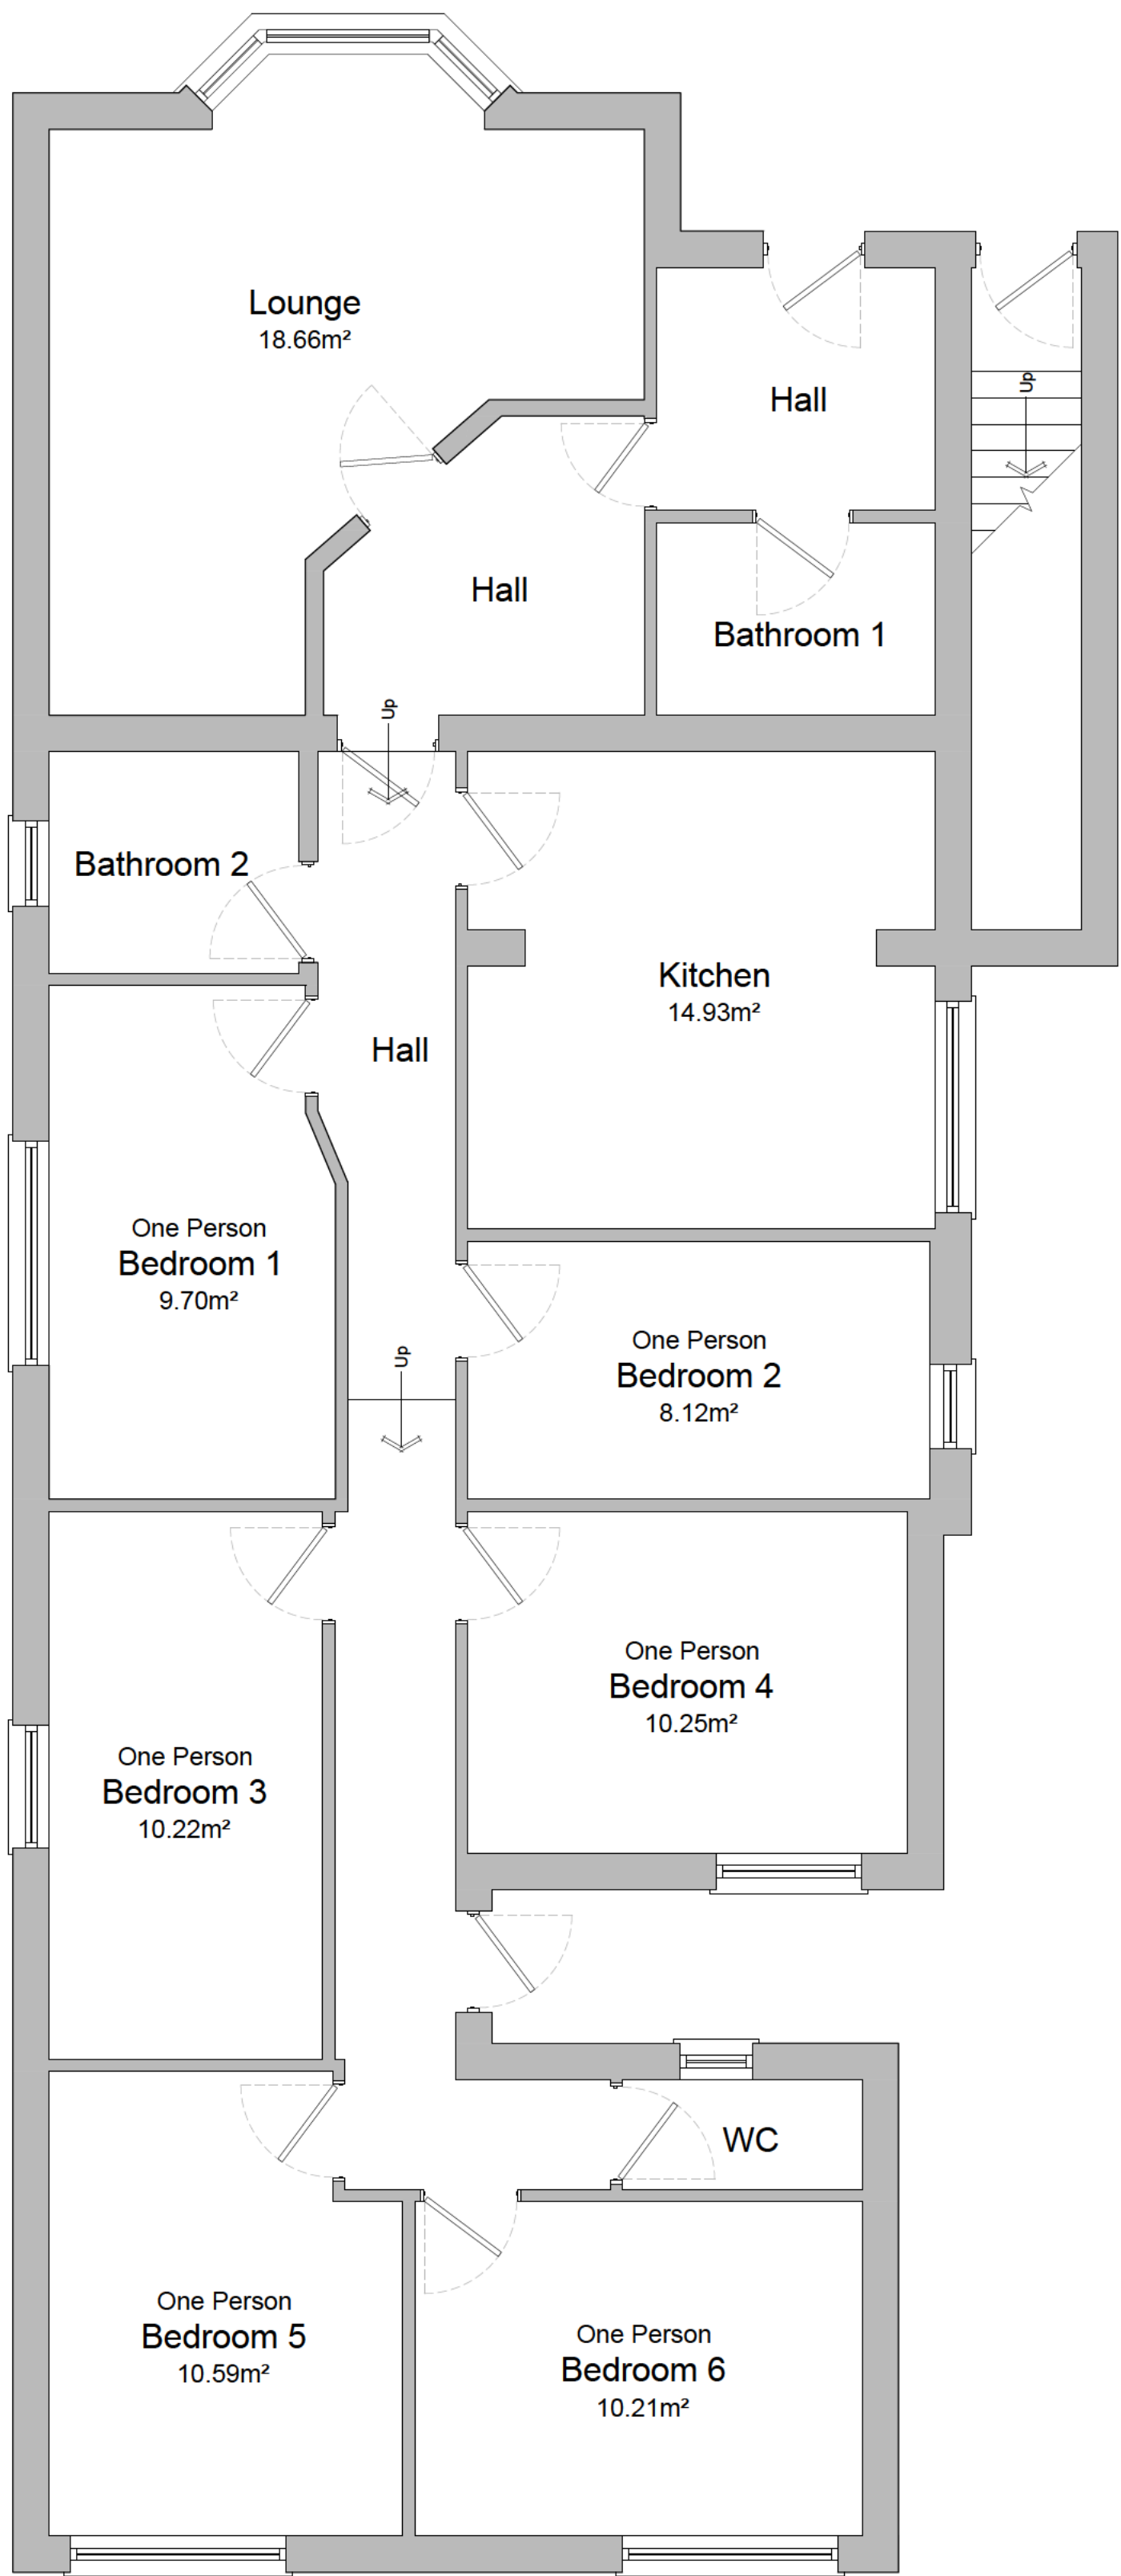 Lounge
18.66m²
Up
Hall
Hall
Bathroom 1
Up
Bathroom 2
Kitchen
14.93m²
Hall
One Person
Bedroom 1
9.70m²
One Person
Bedroom 2
8.12m²
Up
One Person
Bedroom 4
10.25m²
One Person
Bedroom 3
10.22m²
WC
One Person
Bedroom 5
10.59m²
One Person
Bedroom 6
10.21m²